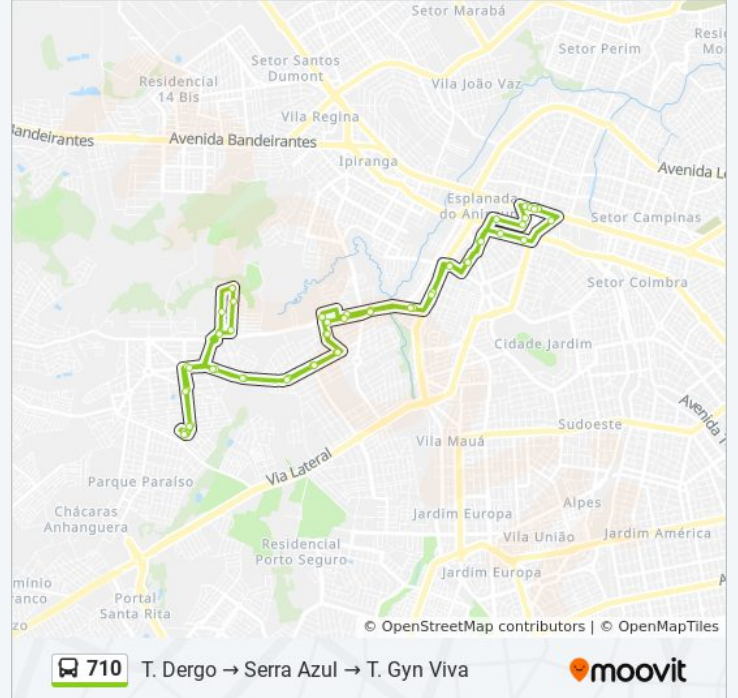 Setor Marabá
Setor Perim
Setor Santos
Dumont
Residencial
14 Bis
Vila João Vaz
Vila Regina
Bandeirantes
Avenida Bandeirantes
Ipiranga
Avenida L
Esplanada
do Anicuns
Setor Campinas
Setor Coimbra
Cidade Jardim
Avenida T
Sudoeste
Vila Mauá
Via Lateral
Parque Paraíso
Chácaras
Anhanguera
Alpes
Jardim Europa
Vila União
Jardim América
Residencial
Porto Seguro
Jardim Europa
Portal
Santa Rita
© OpenStreetMap contributors | © OpenMapTiles
710 T. Dergo → Serra Azul → T. Gyn Viva
moovit